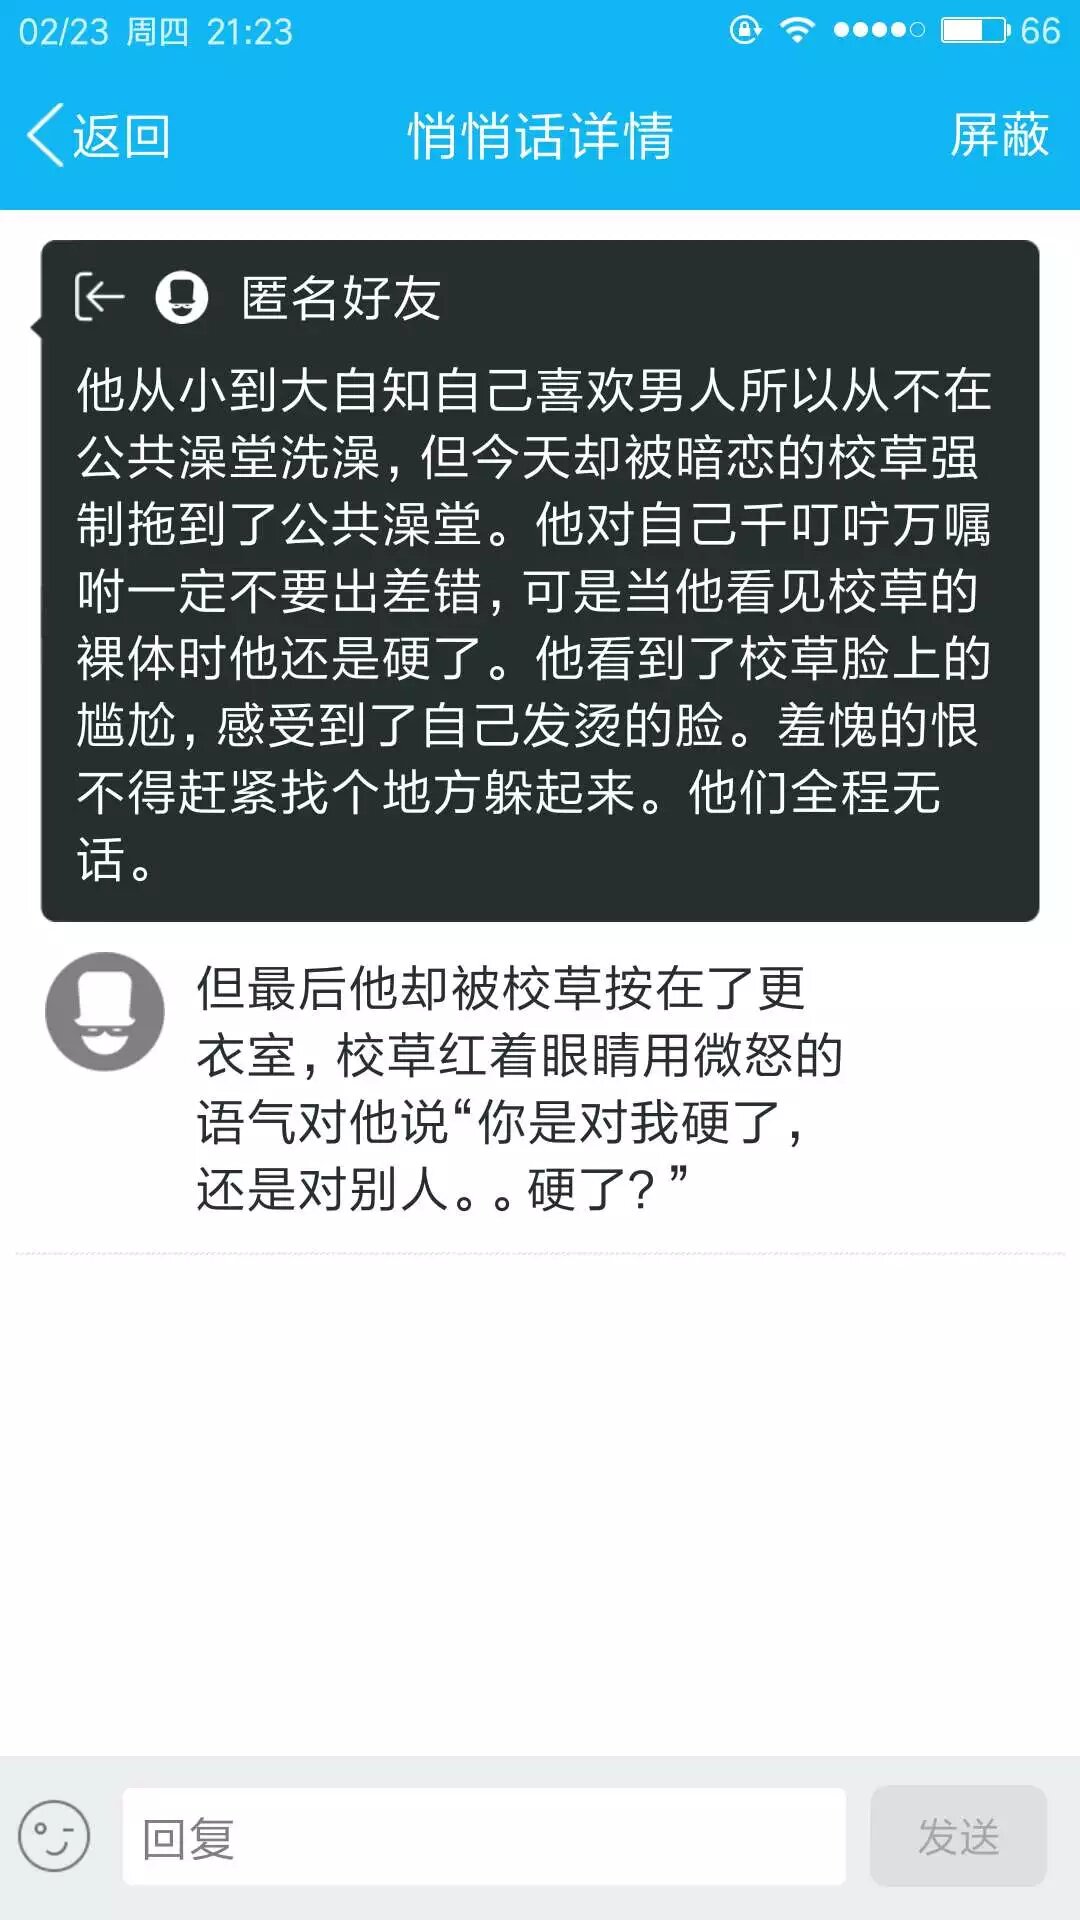 02/23 周四 21:23
66
返回
悄悄话详情
屏蔽
匿名好友
他从小到大自知自己喜欢男人所以从不在
公共澡堂洗澡，但今天却被暗恋的校草强
制拖到了公共澡堂。他对自己千叮咛万嘱
咐一定不要出差错，可是当他看见校草的
裸体时他还是硬了。他看到了校草脸上的
尴尬，感受到了自己发烫的脸。羞愧的恨
不得赶紧找个地方躲起来。他们全程无
话。
但最后他却被校草按在了更
衣室，校草红着眼睛用微怒的
语气对他说“你是对我硬了，
还是对别人。。硬了？”
回复
发送